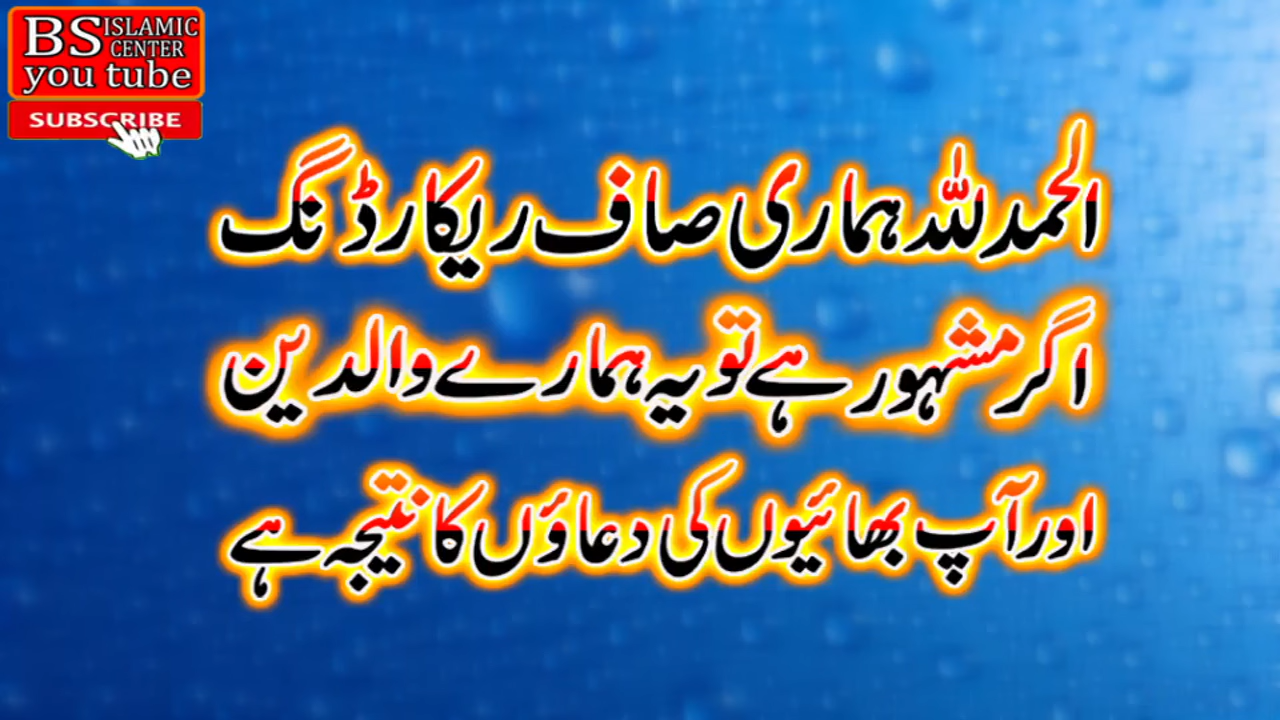 BS ISLAMIC
CENTER
you tube
SUBSCRIBE
الحمدللہ ہماری صاف ریکارڈنگ
اگر مشہور ہے تو یہ ہمارے والدین
اور آپ بھائیوں کی دعاؤں کا نتیجہ ہے